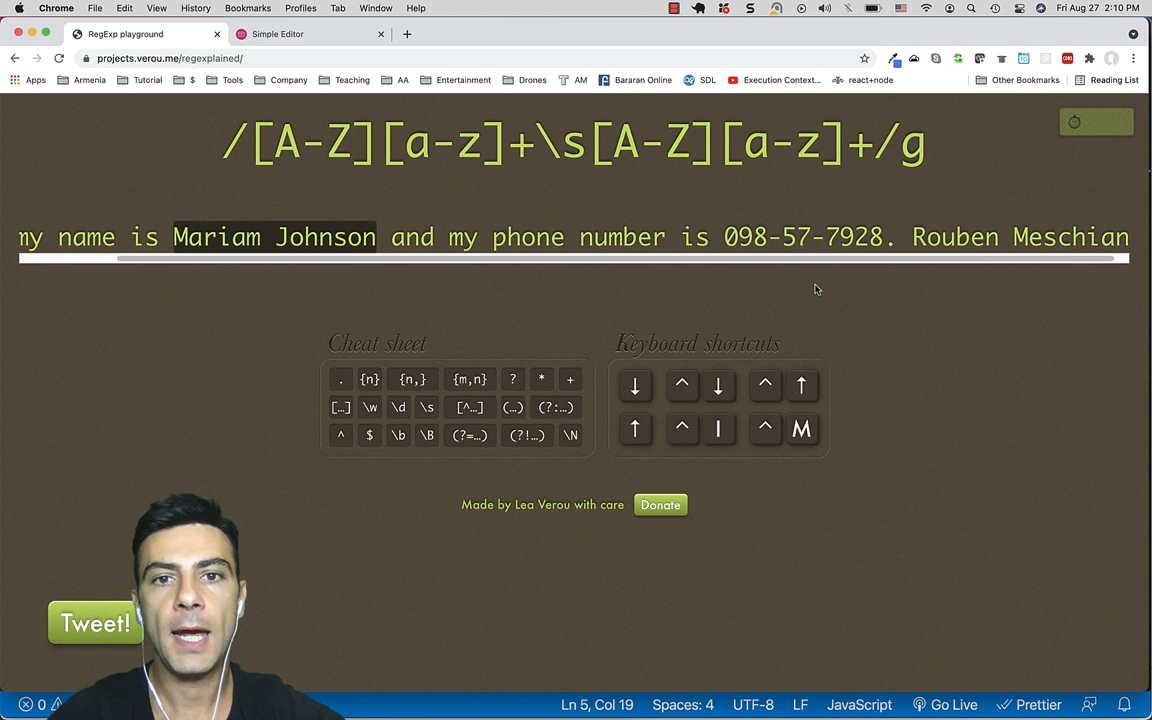 Chrome File Edit View History Bookmarks Profiles Tab Window Help Fri Aug 27 2:10 PM
RegExp playground Simple Editor
projects.verou.me/regexplained/
Apps Armenia Tutorial $ Tools Company Teaching AA Entertainment Drones AM Bararan Online SDL Execution Context... react+node Other Bookmarks Reading List
/[A-Z][a-z]+\s[A-Z][a-z]+/g
my name is Mariam Johnson and my phone number is 098-57-7928. Rouben Meschian
Cheat sheet
. {n} {n,} {m,n} ? * +
[…] \w \d \s [^…] (…) (?:…)
^ $ \b \B (?=…) (?!…) \N
Keyboard shortcuts
↓ ^ ↓ ^ ↑
↑ ^ I ^ M
Made by Lea Verou with care Donate
Tweet!
0 Ln 5, Col 19 Spaces: 4 UTF-8 LF JavaScript Go Live Prettier